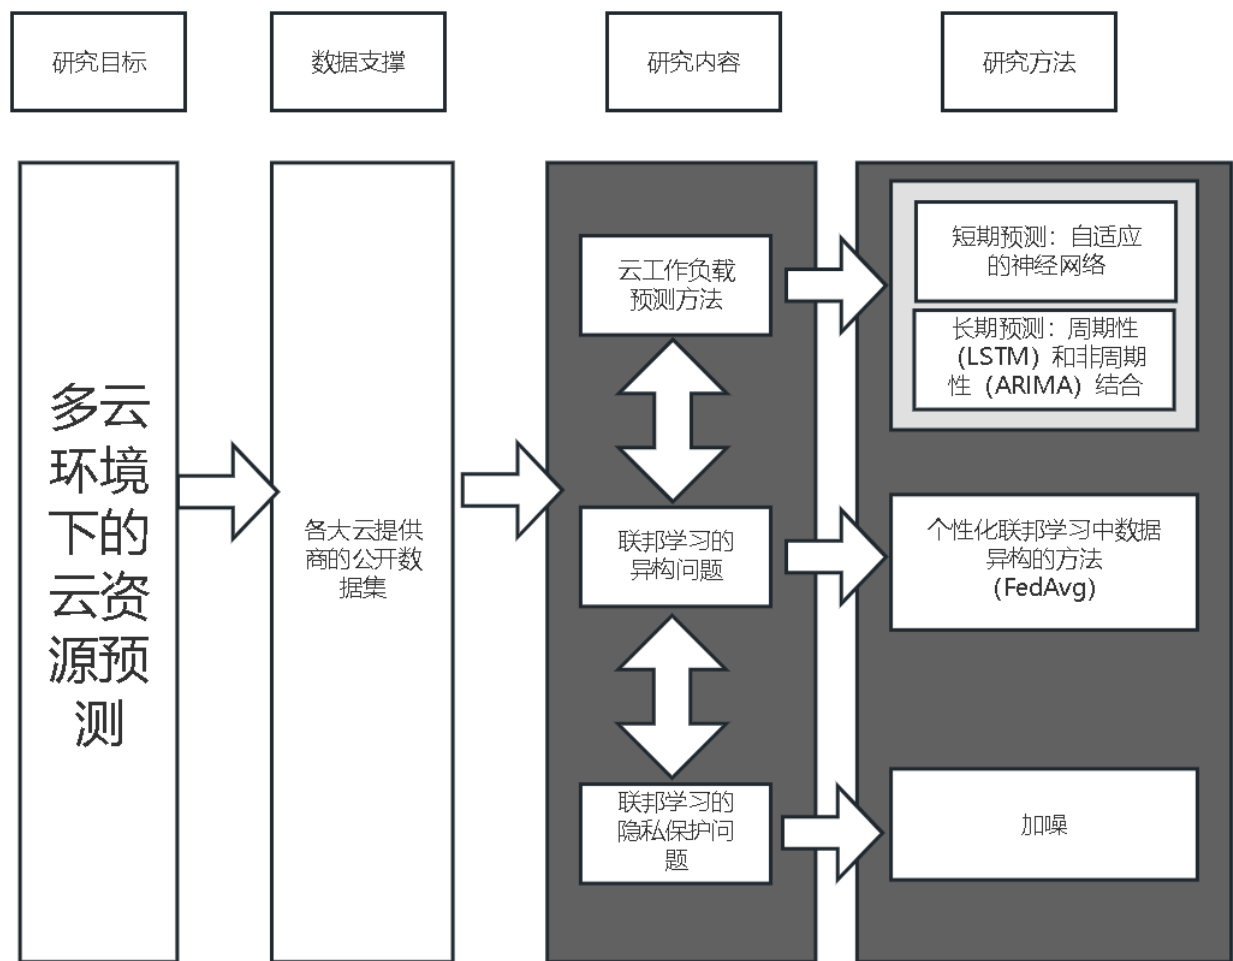 研究目标
数据支撑
研究内容
研究方法
多云
环境
下的
云资
源预
测
各大云提供
商的公开数
据集
云工作负载
预测方法
联邦学习的
异构问题
联邦学习的
隐私保护问
题
短期预测：自适应
的神经网络
长期预测：周期性
（LSTM）和非周期
性（ARIMA）结合
个性化联邦学习中数据
异构的方法
（FedAvg）
加噪